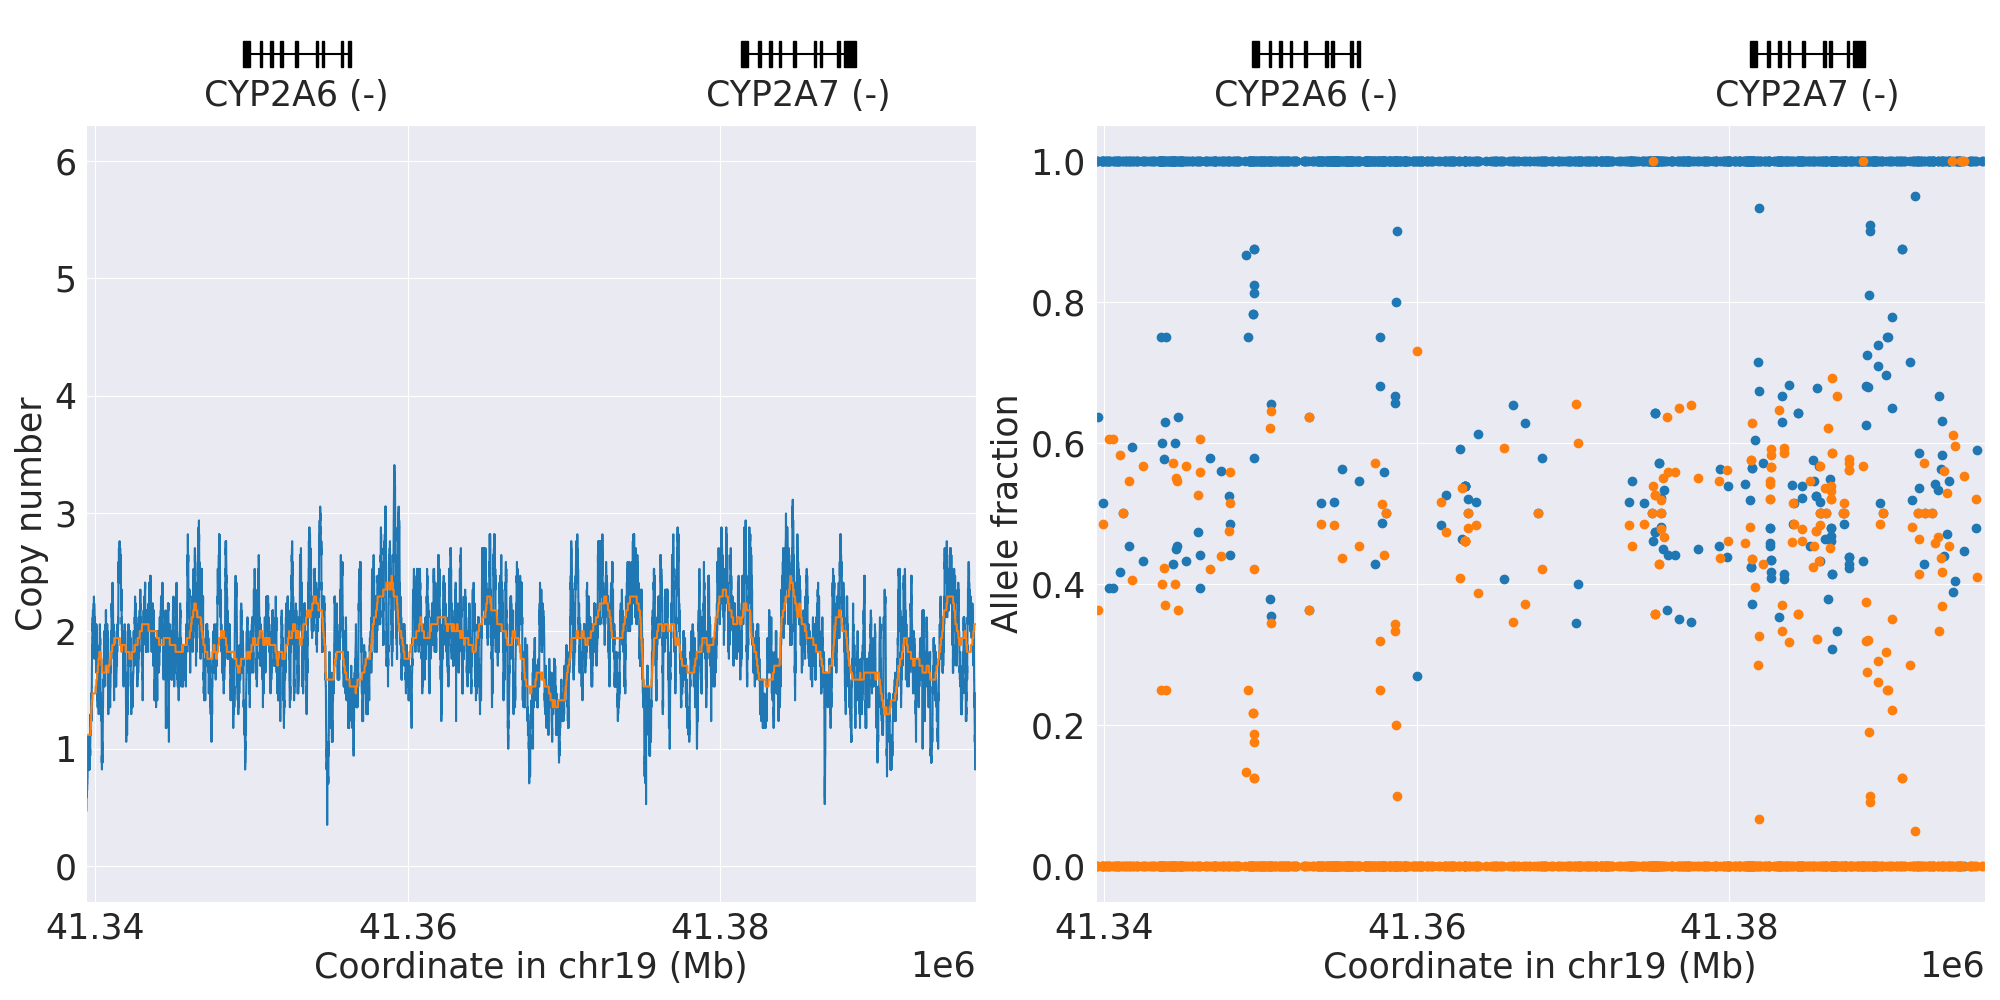 CYP2A6 (-)
CYP2A7 (-)
6
5
4
3
2
1
0
Copy number
41.34
41.36
41.38
Coordinate in chr19 (Mb)
1e6
CYP2A6 (-)
CYP2A7 (-)
1.0
0.8
0.6
0.4
0.2
0.0
Allele fraction
41.34
41.36
41.38
Coordinate in chr19 (Mb)
1e6